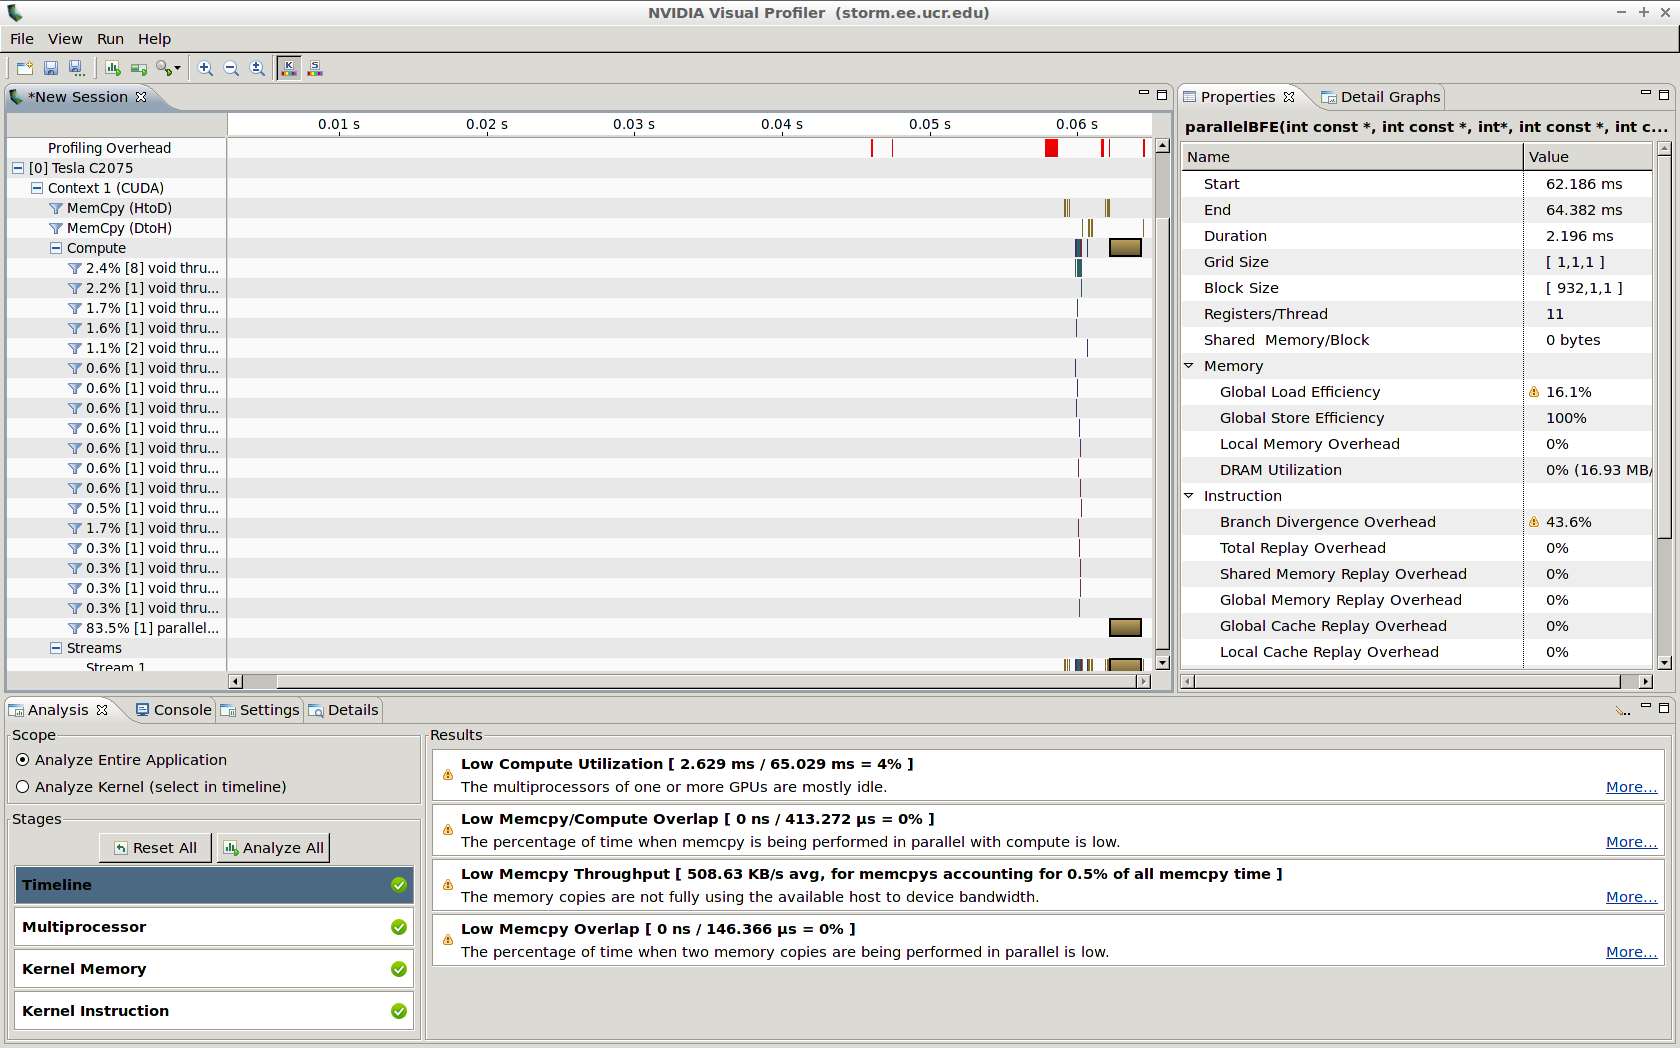 NVIDIA Visual Profiler (storm.ee.ucr.edu)
File View Run Help
*New Session
0.01 s 0.02 s 0.03 s 0.04 s 0.05 s 0.06 s
Profiling Overhead
[0] Tesla C2075
Context 1 (CUDA)
MemCpy (HtoD)
MemCpy (DtoH)
Compute
2.4% [8] void thru...
2.2% [1] void thru...
1.7% [1] void thru...
1.6% [1] void thru...
1.1% [2] void thru...
0.6% [1] void thru...
0.6% [1] void thru...
0.6% [1] void thru...
0.6% [1] void thru...
0.6% [1] void thru...
0.6% [1] void thru...
0.6% [1] void thru...
0.5% [1] void thru...
1.7% [1] void thru...
0.3% [1] void thru...
0.3% [1] void thru...
0.3% [1] void thru...
0.3% [1] void thru...
83.5% [1] parallel...
Streams
Stream 1
Properties Detail Graphs
parallelBFE(int const *, int const *, int*, int const *, int c...
Name Value
Start 62.186 ms
End 64.382 ms
Duration 2.196 ms
Grid Size [ 1,1,1 ]
Block Size [ 932,1,1 ]
Registers/Thread 11
Shared Memory/Block 0 bytes
Memory
Global Load Efficiency 16.1%
Global Store Efficiency 100%
Local Memory Overhead 0%
DRAM Utilization 0% (16.93 MB/
Instruction
Branch Divergence Overhead 43.6%
Total Replay Overhead 0%
Shared Memory Replay Overhead 0%
Global Memory Replay Overhead 0%
Global Cache Replay Overhead 0%
Local Cache Replay Overhead 0%
Analysis Console Settings Details
Scope
Analyze Entire Application
Analyze Kernel (select in timeline)
Stages
Reset All Analyze All
Timeline
Multiprocessor
Kernel Memory
Kernel Instruction
Results
Low Compute Utilization [ 2.629 ms / 65.029 ms = 4% ]
The multiprocessors of one or more GPUs are mostly idle. More...
Low Memcpy/Compute Overlap [ 0 ns / 413.272 µs = 0% ]
The percentage of time when memcpy is being performed in parallel with compute is low. More...
Low Memcpy Throughput [ 508.63 KB/s avg, for memcpys accounting for 0.5% of all memcpy time ]
The memory copies are not fully using the available host to device bandwidth. More...
Low Memcpy Overlap [ 0 ns / 146.366 µs = 0% ]
The percentage of time when two memory copies are being performed in parallel is low. More...